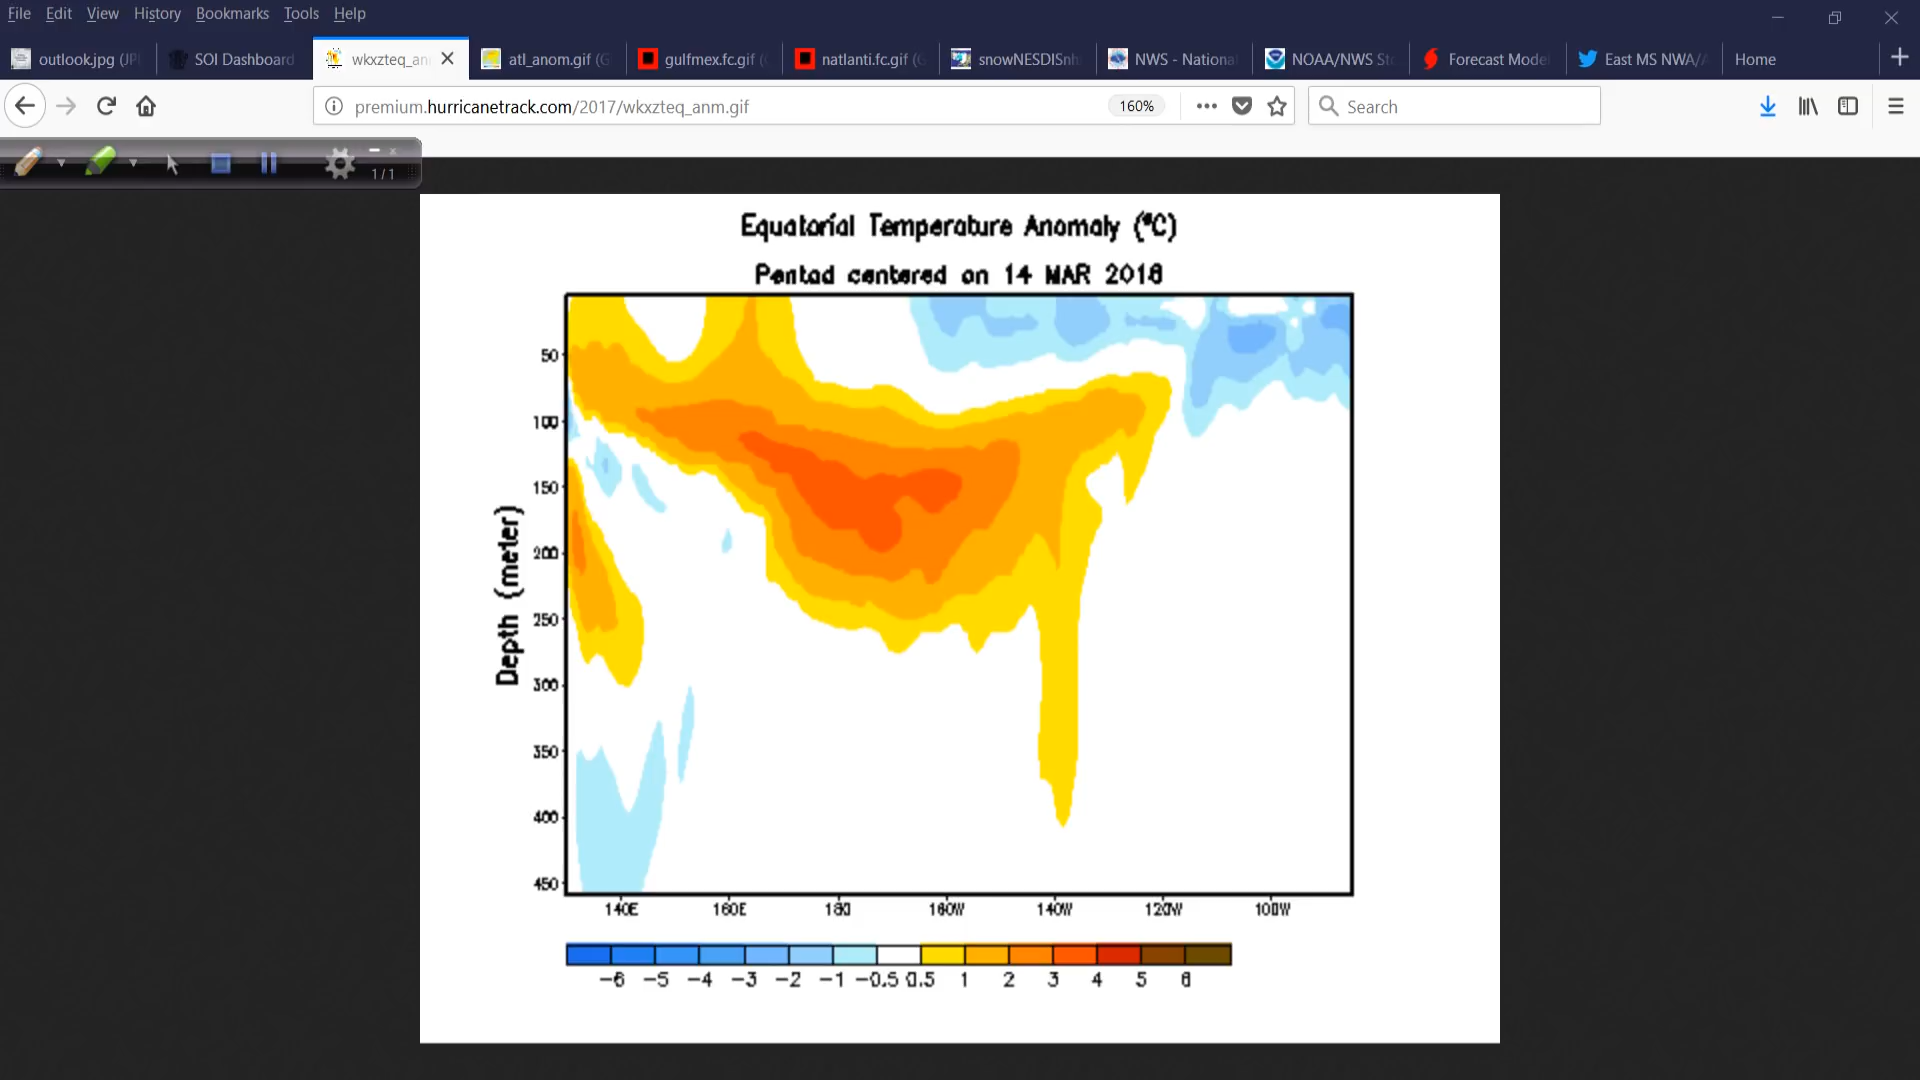 File Edit View History Bookmarks Tools Help
outlook.jpg (JP
SOI Dashboard
wkxzteq_an
atl_anom.gif (G
gulfmex.fc.gif (
natlanti.fc.gif (G
snowNESDISnh
NWS - National
NOAA/NWS Sto
Forecast Model
East MS NWA/A
Home
premium.hurricanetrack.com/2017/wkxzteq_anm.gif
160%
Search
1/1
Equatorial Temperature Anomaly (°C)
Pentad centered on 14 MAR 2018
Depth (meter)
50
100
150
200
250
300
350
400
450
140E 160E 180 160W 140W 120W 100W
-6 -5 -4 -3 -2 -1 -0.5 0.5 1 2 3 4 5 6